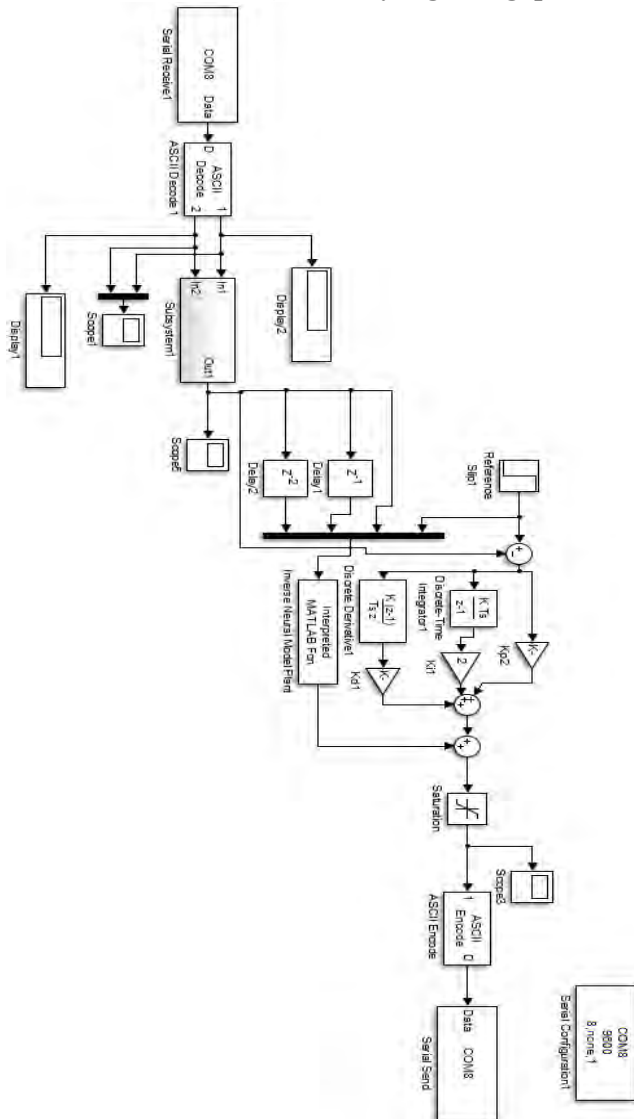 COM8
Data
Serial Receive1
D
ASCII
Decode
1
2
ASCII Decode 1
Display2
Display1
Scope1
In1
In2
Out1
Subsystem1
Scope5
Z-1
Delay1
Z-2
Delay2
Reference
Slip1
K Ts
z-1
Discrete-Time
Integrator1
K (z-1)
Ts z
Discrete Derivative1
Interpreted
MATLAB Fcn
Inverse Neural Model Plant
K-
Kp2
2
Ki1
K-
Kd1
Saturation
Scope3
1
ASCII
Encode
D
ASCII Encode
Data
COM8
Serial Send
COM8
9600
8,none,1
Serial Configuration1